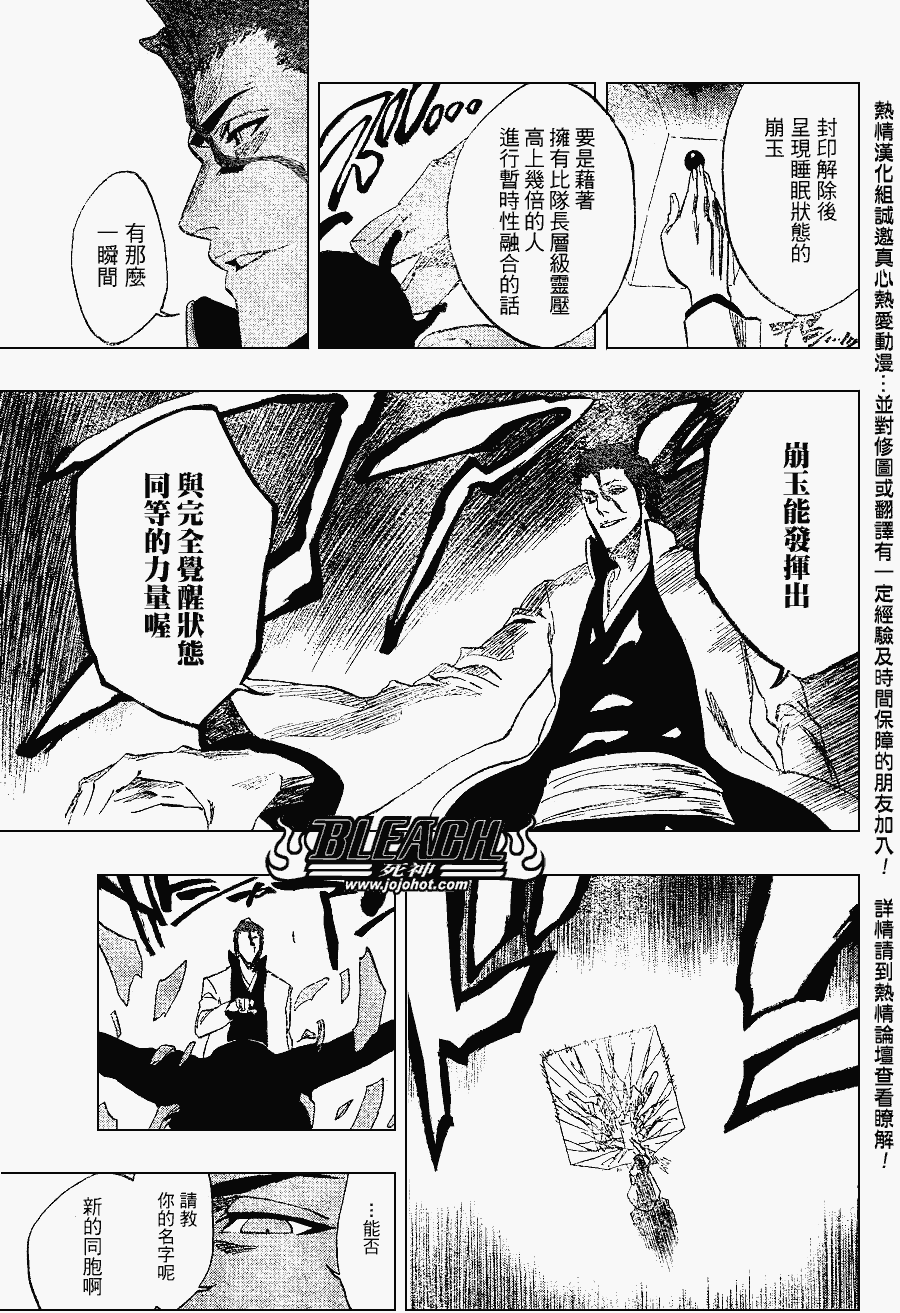 封印解除後
呈現睡眠狀態的
崩玉
要是藉著
擁有比隊長層級靈壓
高上幾倍的人
進行暫時性融合的話
有那麼
一瞬間
崩玉能發揮出
與完全覺醒狀態
同等的力量喔
…能否
請教
你的名字呢
新的同胞啊
BLEACH
死神
www.jojohot.com
熱情漢化組誠邀真心熱愛動漫…並對修圖或翻譯有一定經驗及時間保障的朋友加入！ 詳情請到熱情論壇查看瞭解！